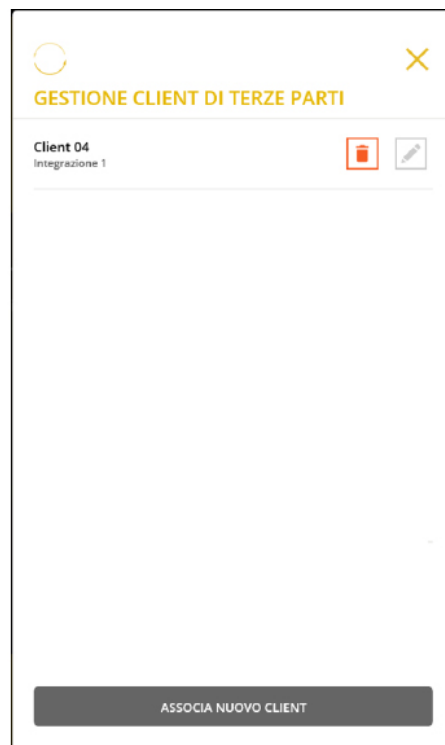 GESTIONE CLIENT DI TERZE PARTI
Client 04
Integrazione 1
ASSOCIA NUOVO CLIENT